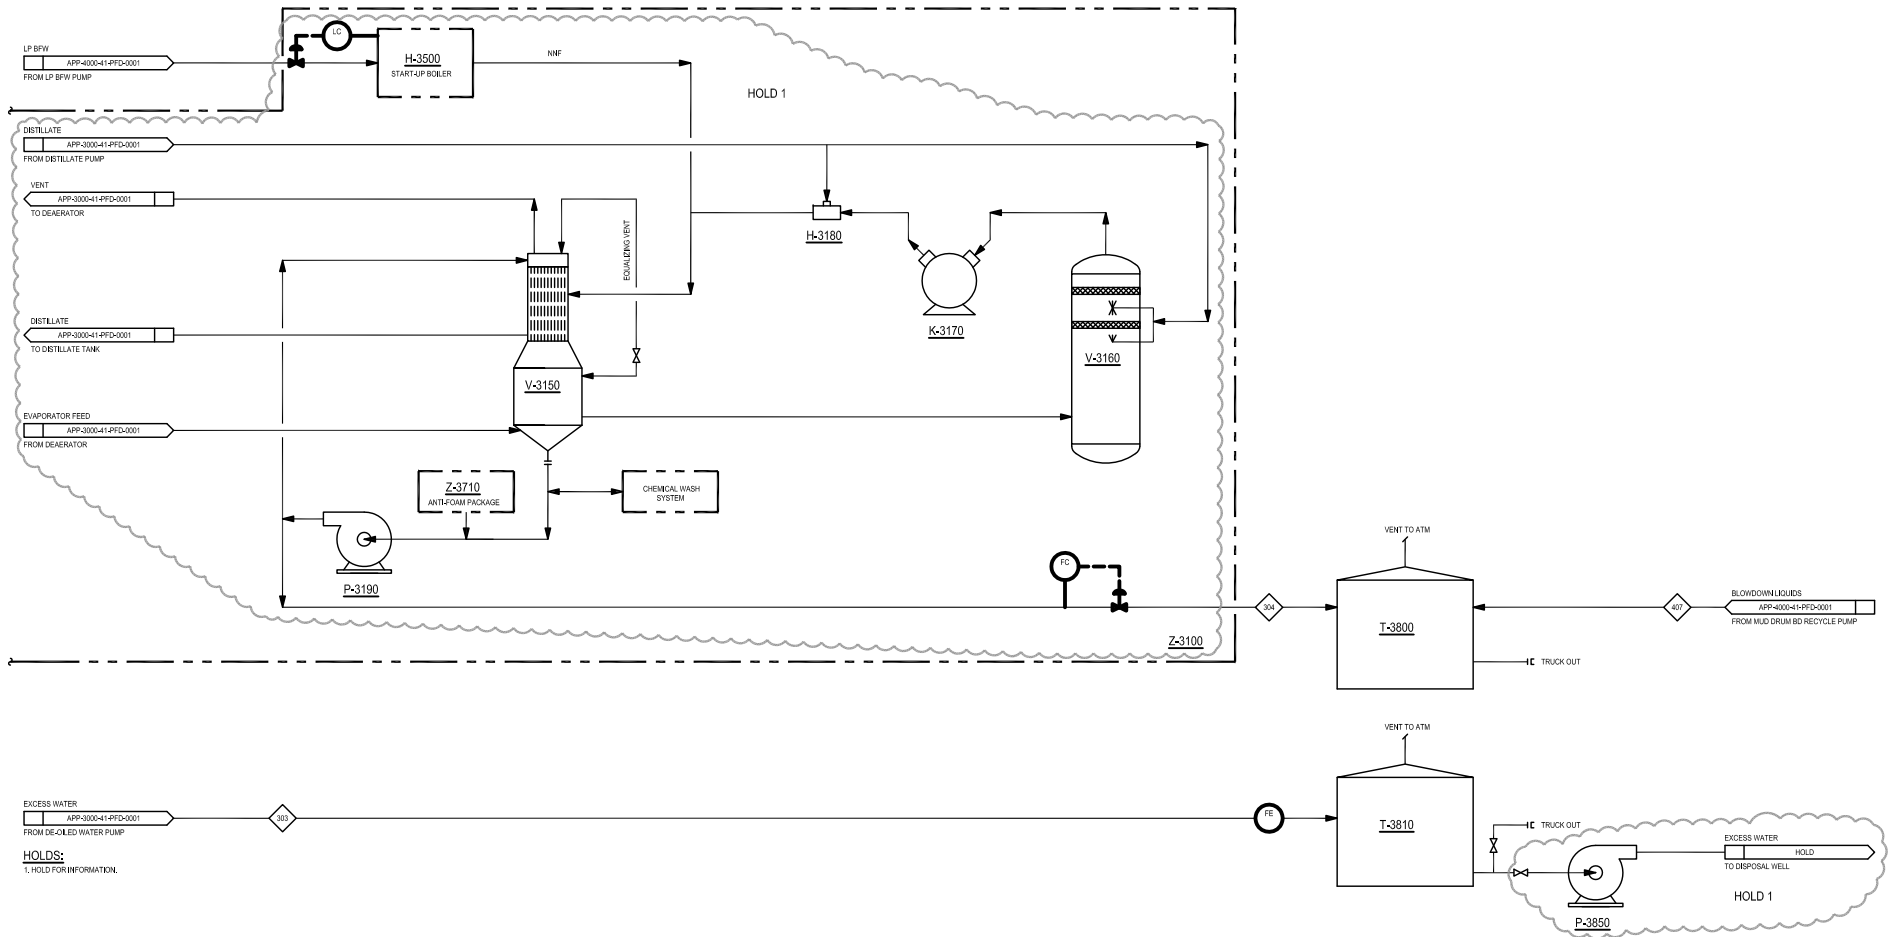 LP BFW
APP-4000-41-PFD-0001
FROM LP BFW PUMP
LC
H-3500
START-UP BOILER
NNF
HOLD 1
DISTILLATE
APP-3000-41-PFD-0001
FROM DISTILLATE PUMP
VENT
APP-3000-41-PFD-0001
TO DEAERATOR
EQUALIZING VENT
H-3180
K-3170
V-3160
DISTILLATE
APP-3000-41-PFD-0001
TO DISTILLATE TANK
V-3150
EVAPORATOR FEED
APP-3000-41-PFD-0001
FROM DEAERATOR
Z-3710
ANTI-FOAM PACKAGE
CHEMICAL WASH
SYSTEM
P-3190
FC
Z-3100
304
VENT TO ATM
T-3800
407
BLOWDOWN LIQUIDS
APP-4000-41-PFD-0001
FROM MUD DRUM BD RECYCLE PUMP
TRUCK OUT
VENT TO ATM
EXCESS WATER
APP-3000-41-PFD-0001
FROM DE-OILED WATER PUMP
303
FE
T-3810
TRUCK OUT
EXCESS WATER
HOLD
TO DISPOSAL WELL
HOLD 1
P-3850
HOLDS:
1. HOLD FOR INFORMATION.